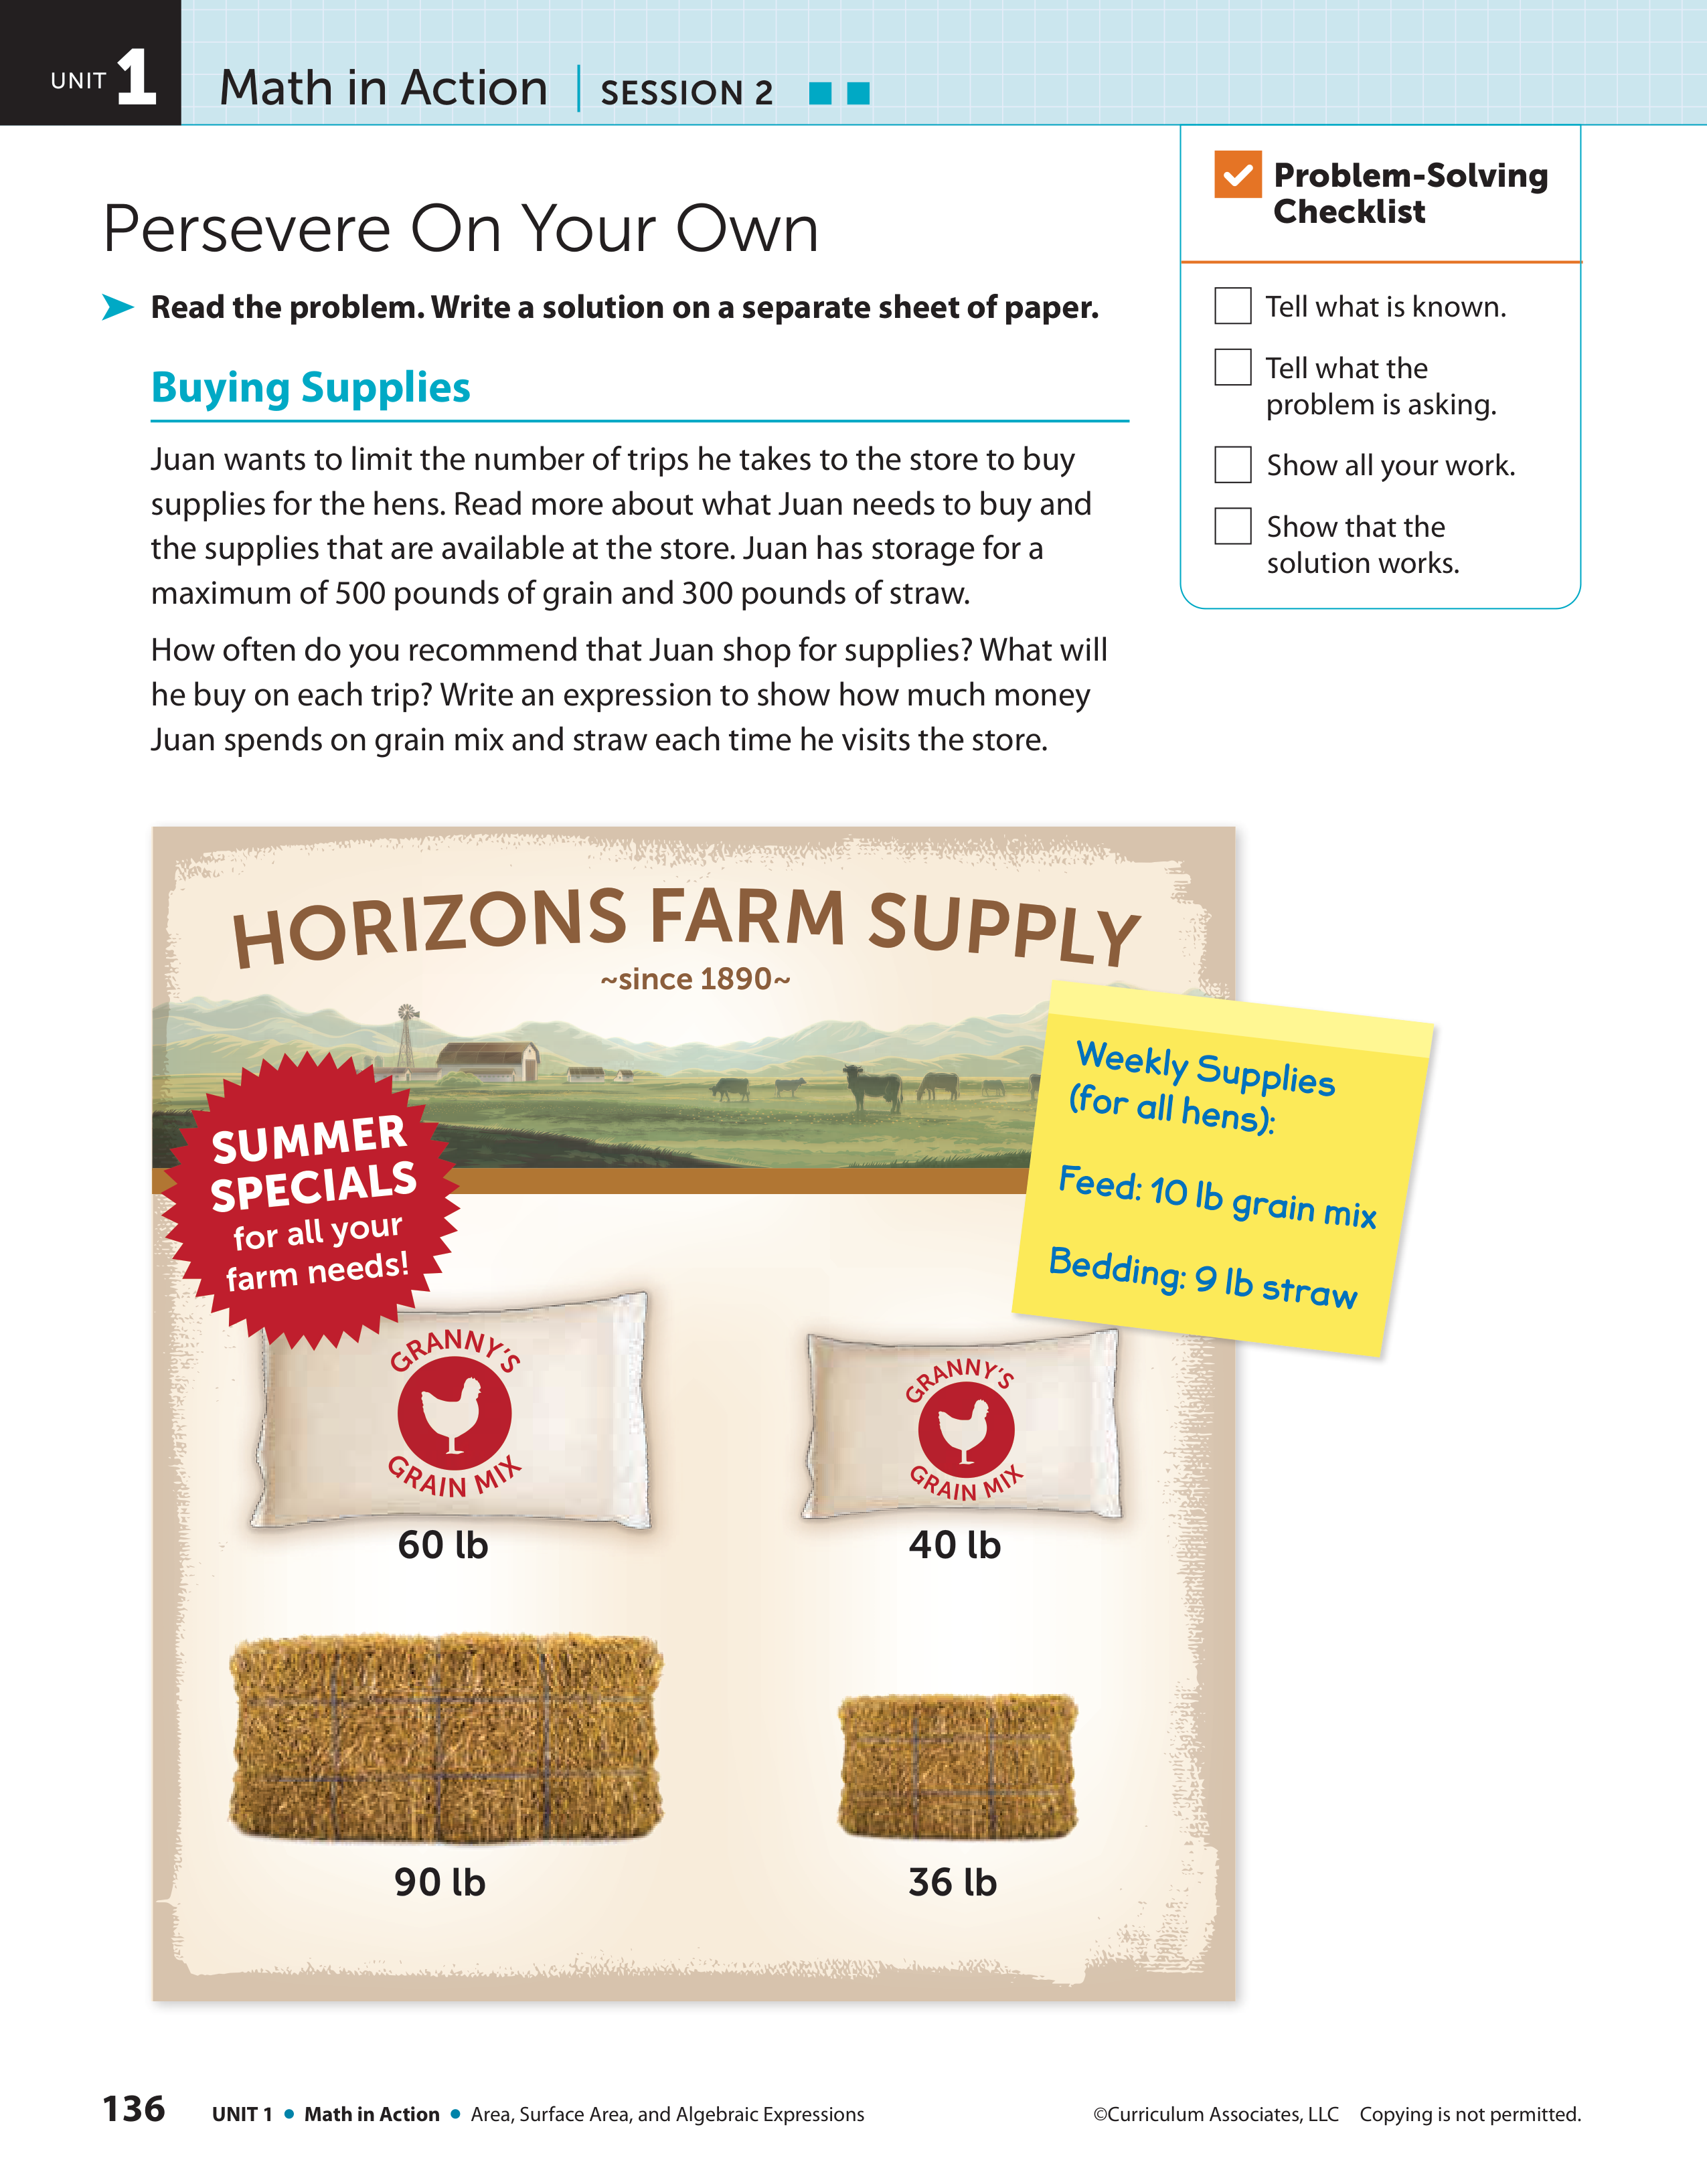 UNIT 1
Math in Action | SESSION 2
Problem-Solving
Checklist
Tell what is known.
Tell what the
problem is asking.
Show all your work.
Show that the
solution works.
Persevere On Your Own
Read the problem. Write a solution on a separate sheet of paper.
Buying Supplies
Juan wants to limit the number of trips he takes to the store to buy
supplies for the hens. Read more about what Juan needs to buy and
the supplies that are available at the store. Juan has storage for a
maximum of 500 pounds of grain and 300 pounds of straw.
How often do you recommend that Juan shop for supplies? What will
he buy on each trip? Write an expression to show how much money
Juan spends on grain mix and straw each time he visits the store.
HORIZONS FARM SUPPLY
~since 1890~
Weekly Supplies
(for all hens):
Feed: 10 lb grain mix
Bedding: 9 lb straw
SUMMER
SPECIALS
for all your
farm needs!
GRANNY'S
GRAIN MIX
60 lb
GRANNY'S
GRAIN MIX
40 lb
90 lb
36 lb
136 UNIT 1 • Math in Action • Area, Surface Area, and Algebraic Expressions
©Curriculum Associates, LLC Copying is not permitted.